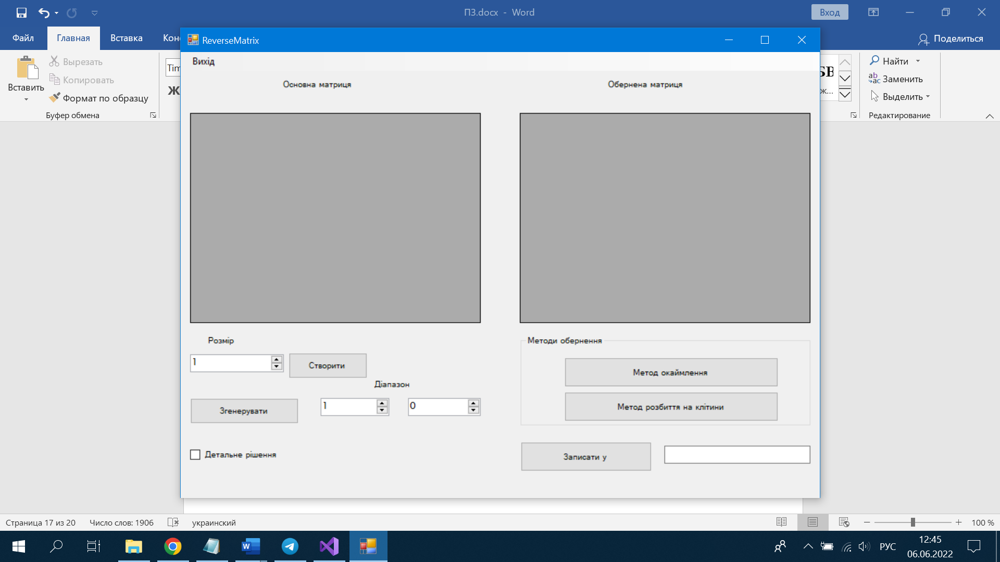 ПЗ.docx - Word
Вход
Файл
Главная
Вставка
Поделиться
ReverseMatrix
Вихід
Вставить
Вырезать
Копировать
Формат по образцу
Буфер обмена
Ж
Найти
Заменить
Выделить
Редактирование
Основна матриця
Обернена матриця
Розмір
1
Створити
Діапазон
Згенерувати
1
0
Детальне рішення
Методи обернення
Метод окаймлення
Метод розбиття на клітини
Записати у
Страница 17 из 20
Число слов: 1906
украинский
100 %
РУС
12:45
06.06.2022